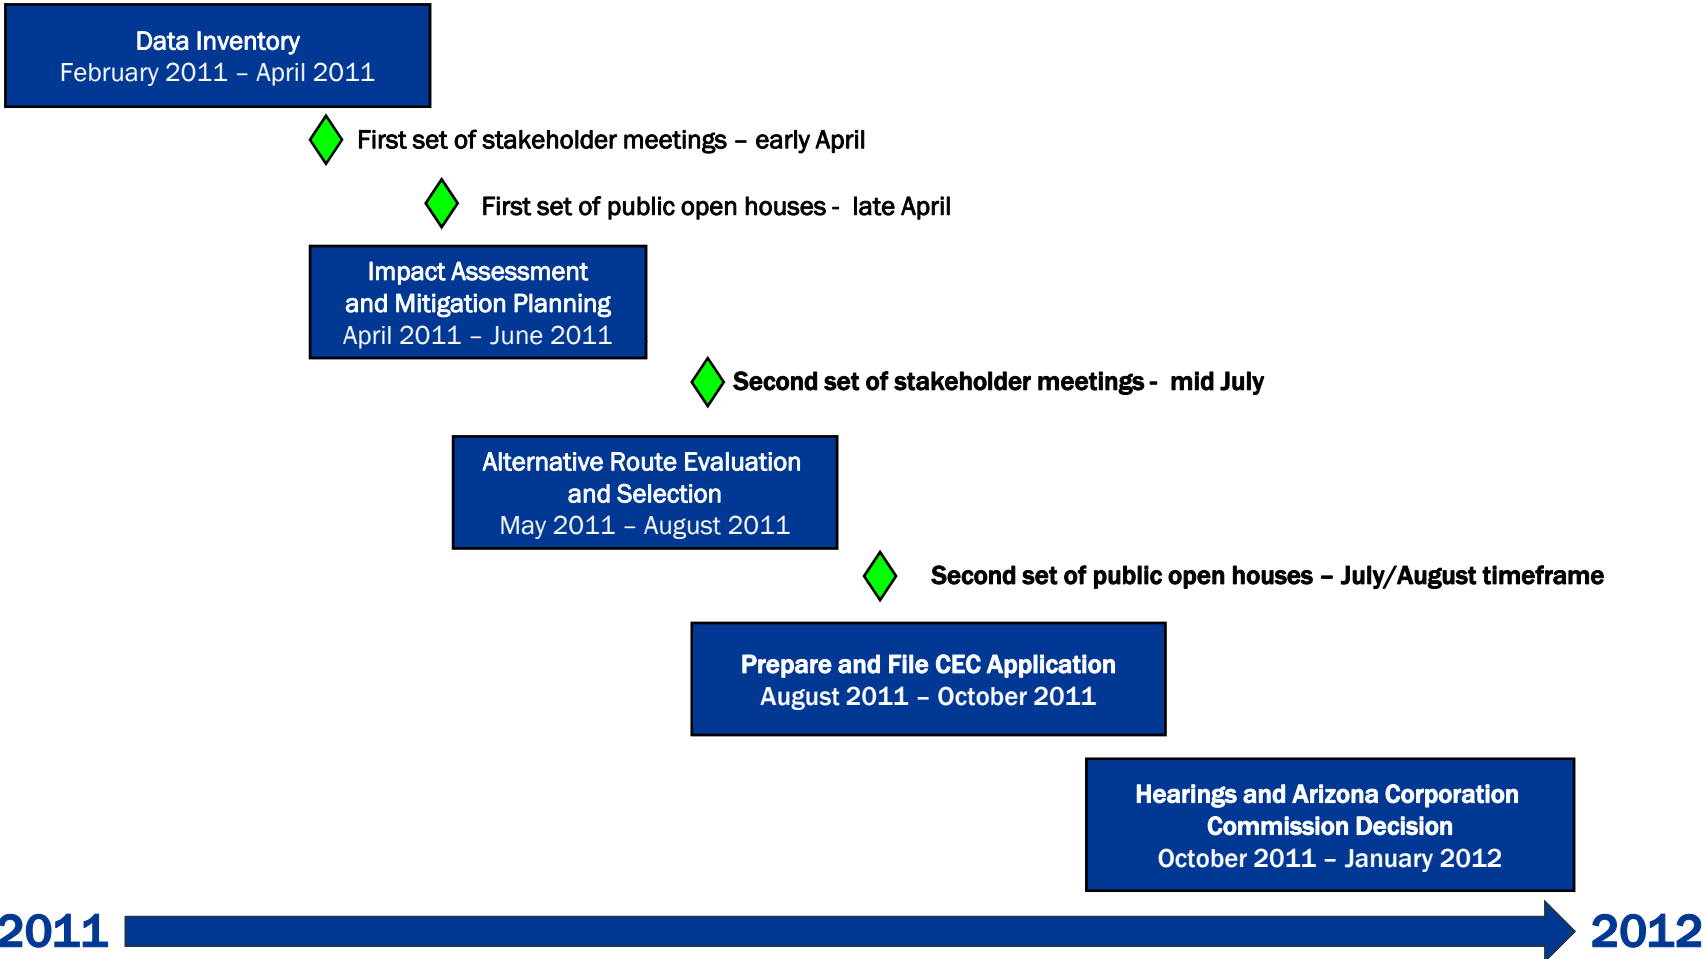 Data Inventory
February 2011 – April 2011
First set of stakeholder meetings – early April
First set of public open houses - late April
Impact Assessment
and Mitigation Planning
April 2011 – June 2011
Second set of stakeholder meetings - mid July
Alternative Route Evaluation
and Selection
May 2011 – August 2011
Second set of public open houses – July/August timeframe
Prepare and File CEC Application
August 2011 – October 2011
Hearings and Arizona Corporation
Commission Decision
October 2011 – January 2012
2011
2012